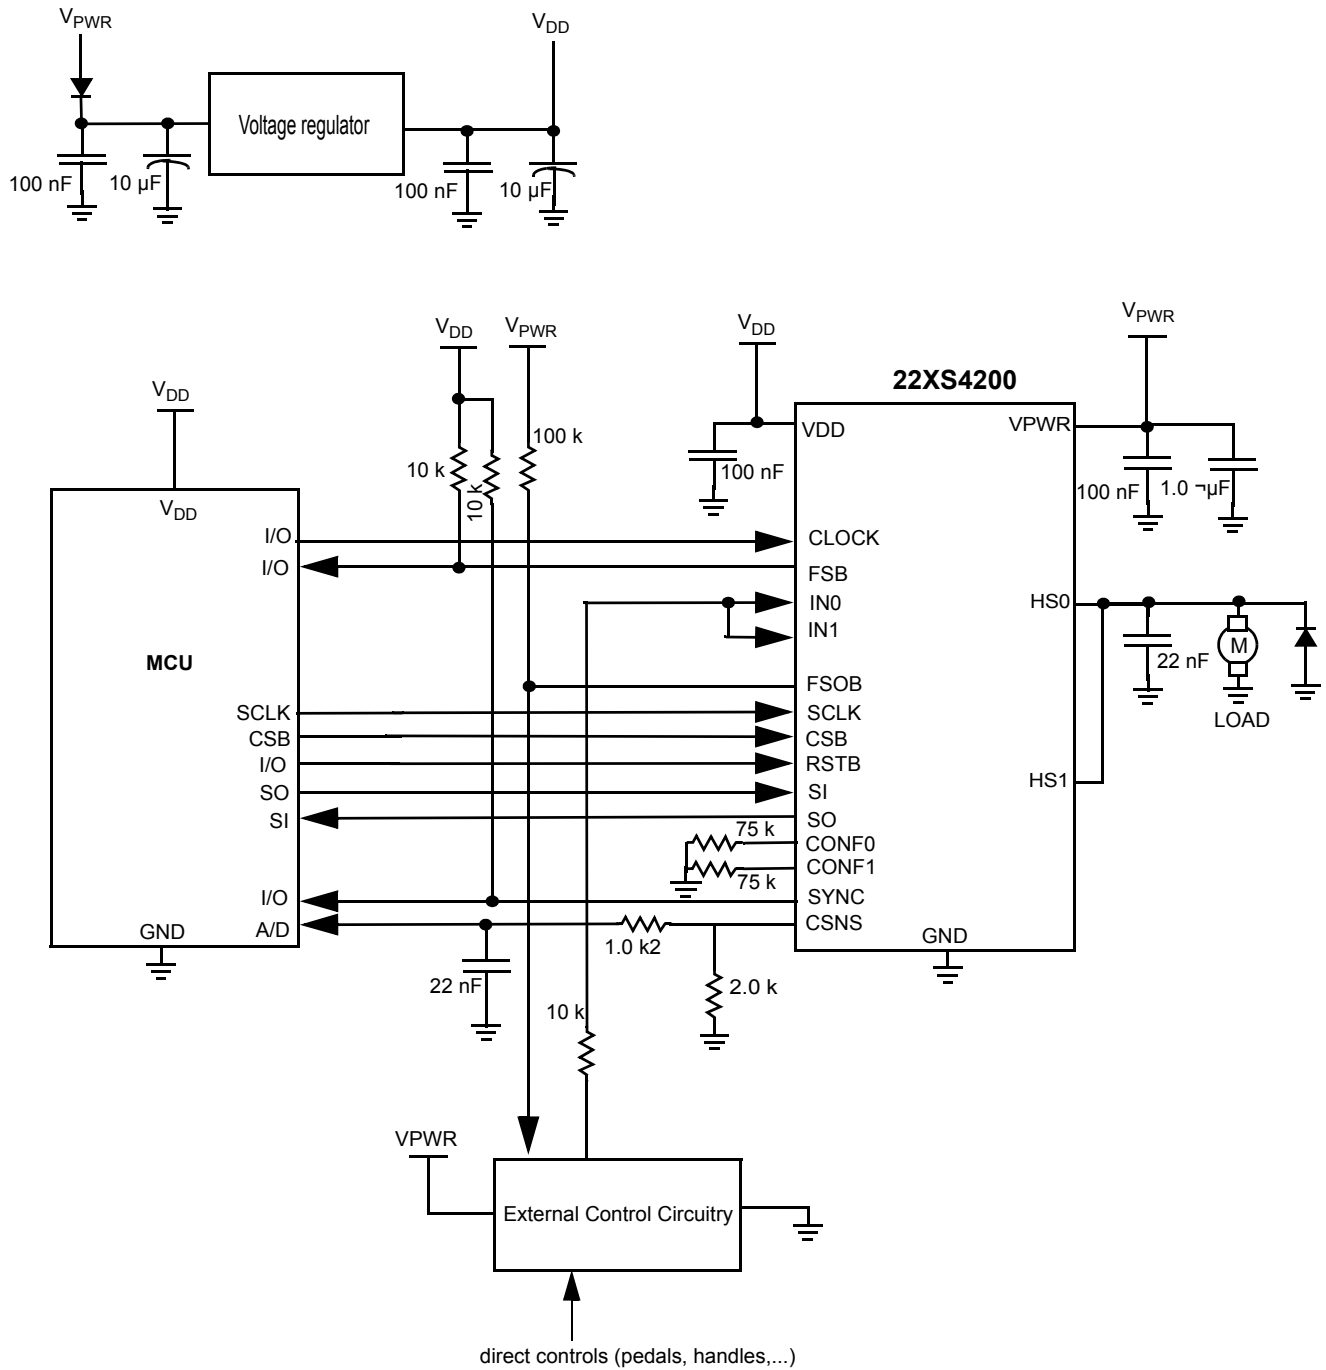 VPWR
VDD
Voltage regulator
100 nF
10 µF
100 nF
10 µF
VDD
VPWR
VDD
VPWR
22XS4200
VDD
100 k
10 k
10 k
VDD
VPWR
100 nF
100 nF
1.0 ¬µF
VDD
I/O
CLOCK
I/O
FSB
IN0
HS0
IN1
MCU
M
22 nF
FSOB
SCLK
SCLK
LOAD
CSB
CSB
I/O
RSTB
HS1
SO
SI
SI
SO
75 k
CONF0
CONF1
75 k
I/O
SYNC
A/D
CSNS
GND
GND
1.0 k2
22 nF
2.0 k
10 k
VPWR
External Control Circuitry
direct controls (pedals, handles,...)